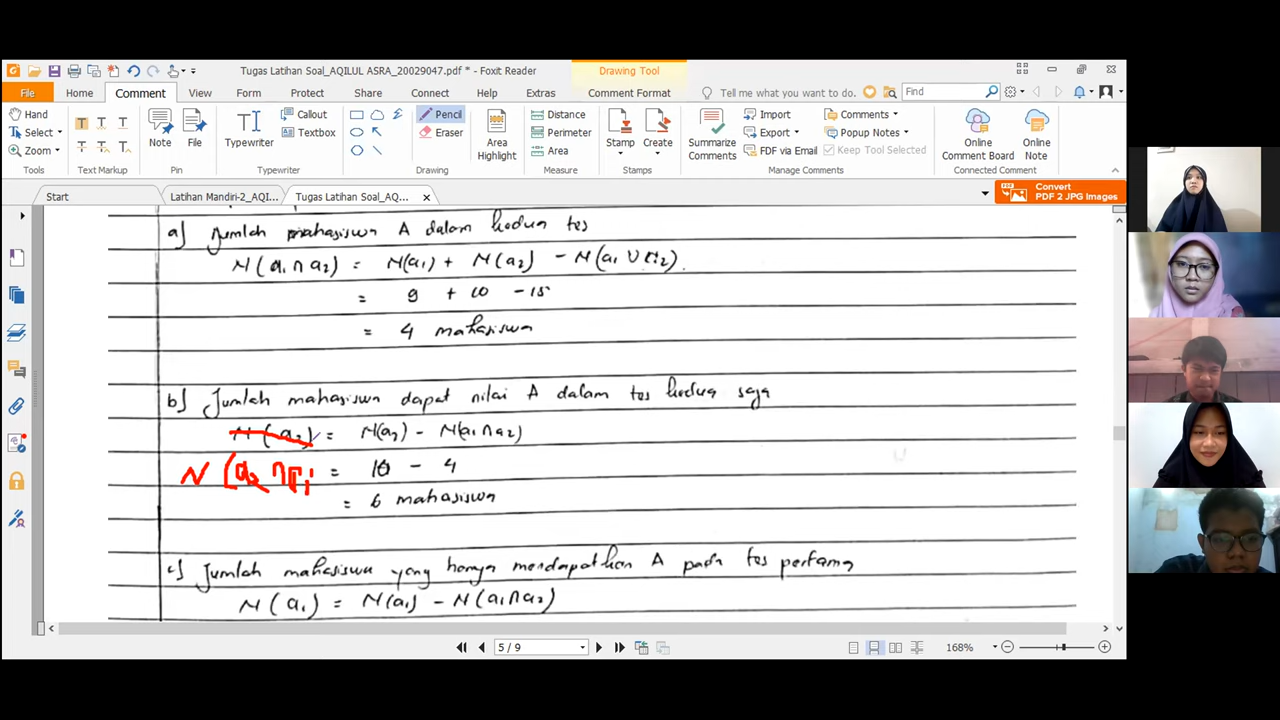 Tugas Latihan Soal_AQILUL ASRA_20029047.pdf * - Foxit Reader
Drawing Tool
File Home Comment View Form Protect Share Connect Help Extras Comment Format Tell me what you want to do.. Find
Hand
Select
Zoom
Tools
T T T
T T T
Text Markup
Note
File
Pin
Typewriter
Callout
Textbox
Typewriter
Pencil
Eraser
Drawing
Area Highlight
Distance
Perimeter
Area
Measure
Stamp
Create
Stamps
Summarize Comments
Import
Export
FDF via Email
Comments
Popup Notes
Keep Tool Selected
Manage Comments
Online Comment Board
Online Note
Connected Comment
Start
Latihan Mandiri-2_AQI...
Tugas Latihan Soal_AQ...
Convert
PDF 2 JPG Images
a) Jumlah mahasiswa A dalam kedua tes
N(a1 ∩ a2) = N(a1) + N(a2) - N(a1 ∪ a2).
= 9 + 10 - 15
= 4 mahasiswa
b) Jumlah mahasiswa dapat nilai A dalam tes kedua saja
N(a2) = N(a2) - N(a1 ∩ a2)
N(a2 ∩ = 10 - 4
= 6 mahasiswa
c) Jumlah mahasiswa yang hanya mendapatkan A pada tes pertama
N(a1) = N(a1) - N(a1 ∩ a2)
5 / 9
168%